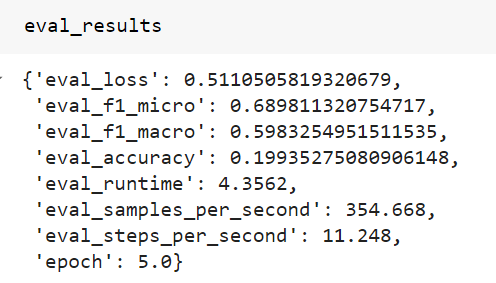 eval_results
{'eval_loss': 0.5110505819320679,
'eval_f1_micro': 0.689811320754717,
'eval_f1_macro': 0.5983254951511535,
'eval_accuracy': 0.19935275080906148,
'eval_runtime': 4.3562,
'eval_samples_per_second': 354.668,
'eval_steps_per_second': 11.248,
'epoch': 5.0}